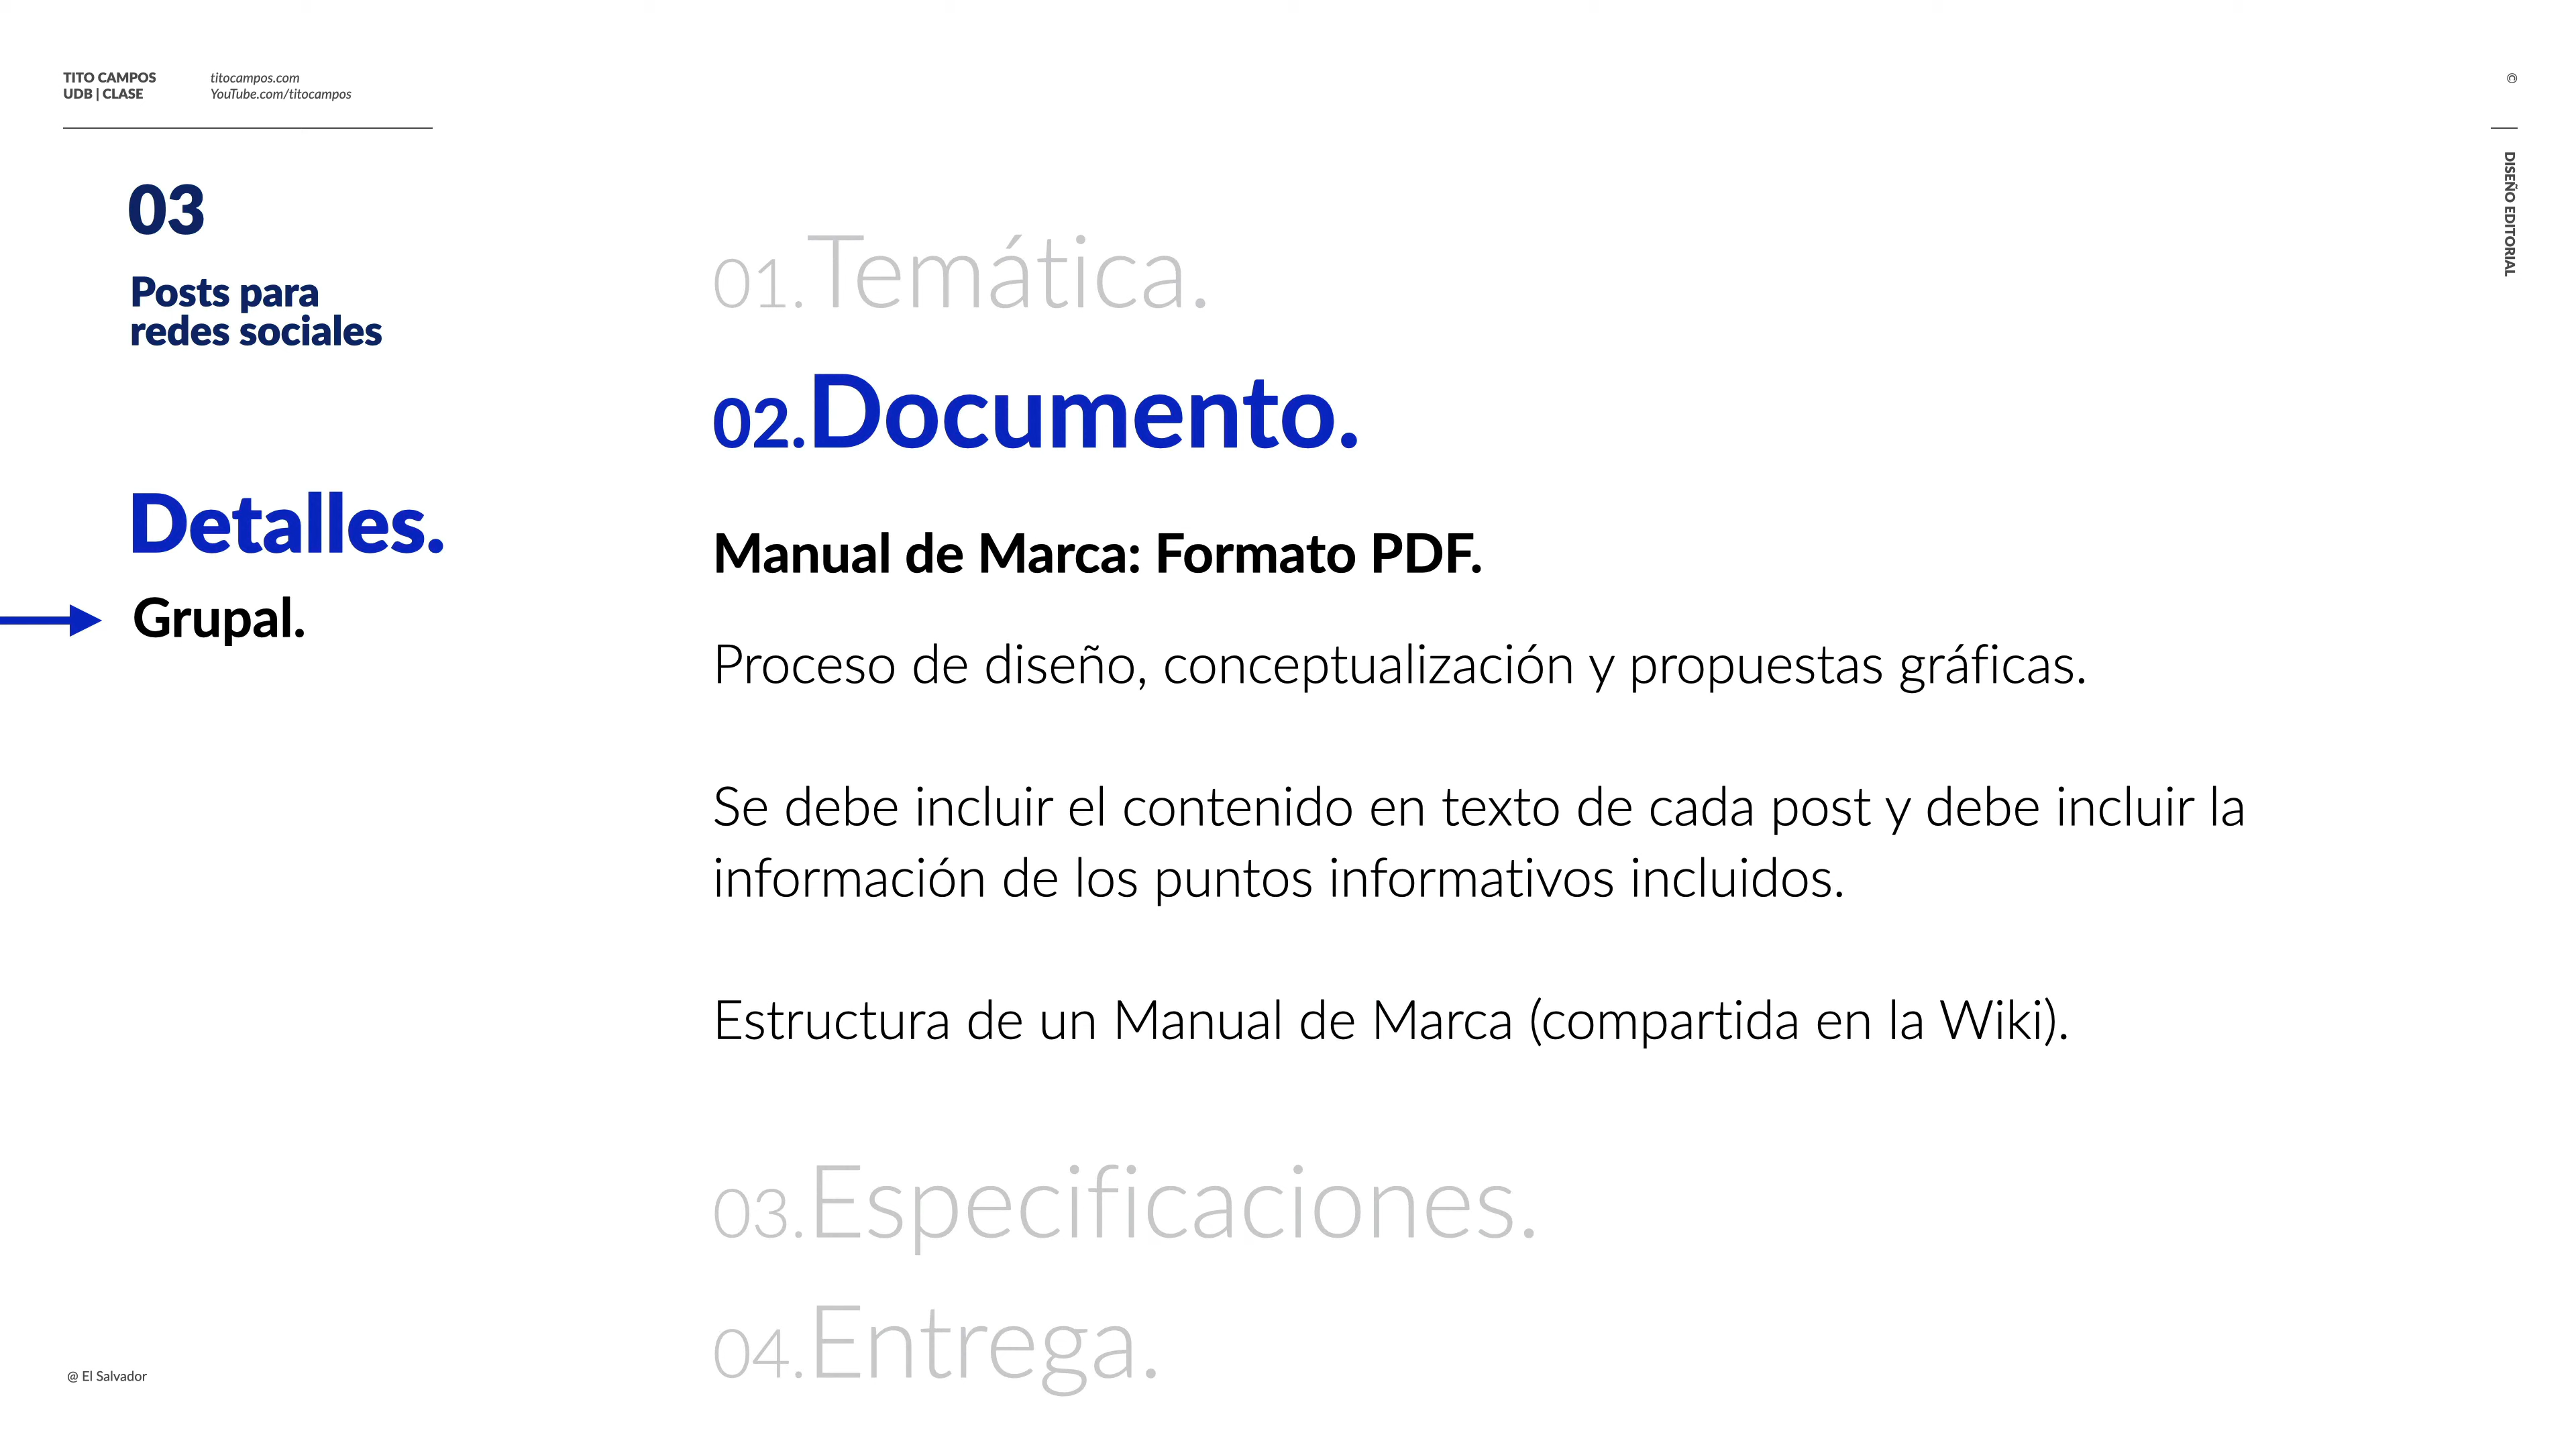 TITO CAMPOS
UDB | CLASE
titocampos.com
YouTube.com/titocampos
©
DISEÑO EDITORIAL
03
Posts para
redes sociales
Detalles.
Grupal.
01.Temática.
02.Documento.
Manual de Marca: Formato PDF.
Proceso de diseño, conceptualización y propuestas gráficas.
Se debe incluir el contenido en texto de cada post y debe incluir la
información de los puntos informativos incluidos.
Estructura de un Manual de Marca (compartida en la Wiki).
03.Especificaciones.
04.Entrega.
@ El Salvador